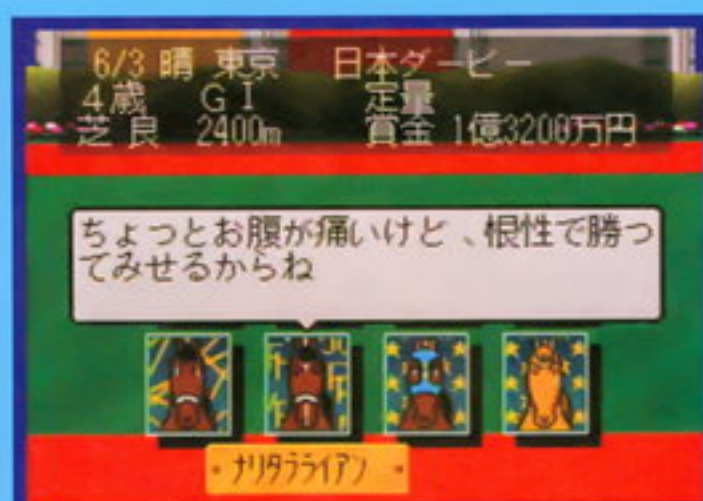 6/3 晴 東京 日本ダービー
4歳 GI 定量
芝 良 2400m 賞金 1億3200万円
ちょっとお腹が痛いけど、根性で勝っ
てみせるからね
ナリタラライアン